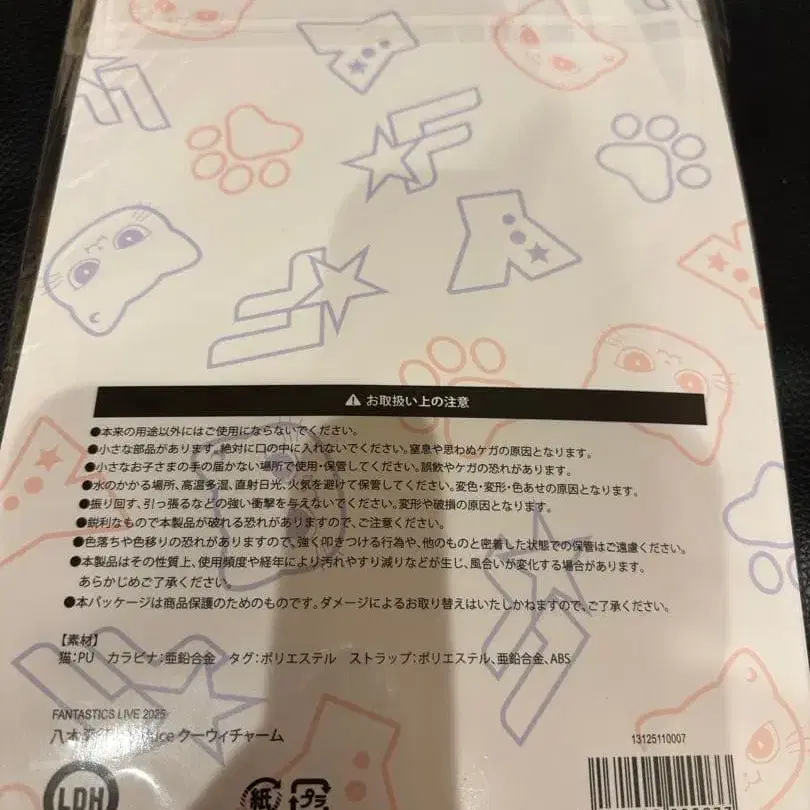 ⚠ お取扱い上の注意
●本来の用途以外にはご使用にならないでください。
●小さな部品があります。絶対に口の中に入れないでください。窒息や思わぬケガの原因となります。
●小さなお子さまの手の届かない場所で使用・保管してください。誤飲やケガの恐れがあります。
●水のかかる場所、高温多湿、直射日光、火気を避けて保管してください。変色・変形・色あせの原因となります。
●振り回す、引っ張るなどの強い衝撃を与えないでください。変形や破損の原因となります。
●鋭利なもので本製品が破れる恐れがありますので、ご注意ください。
●色落ちや色移りの恐れがありますので、強く叩きつける行為や、他のものと密着した状態での保管はご遠慮ください。
●本製品はその性質上、使用頻度や経年により汚れやすり減りなどが生じ、風合いが変化する場合があります。
あらかじめご了承ください。
●本パッケージは商品保護のためのものです。ダメージによるお取り替えはいたしかねますので、ご了承ください。
【素材】
猫：PU カラビナ：亜鉛合金 タグ：ポリエステル ストラップ：ポリエステル、亜鉛合金、ABS
FANTASTICS LIVE 2025
八木 ice クーウィチャーム
13125110007
LDH
紙
プラ